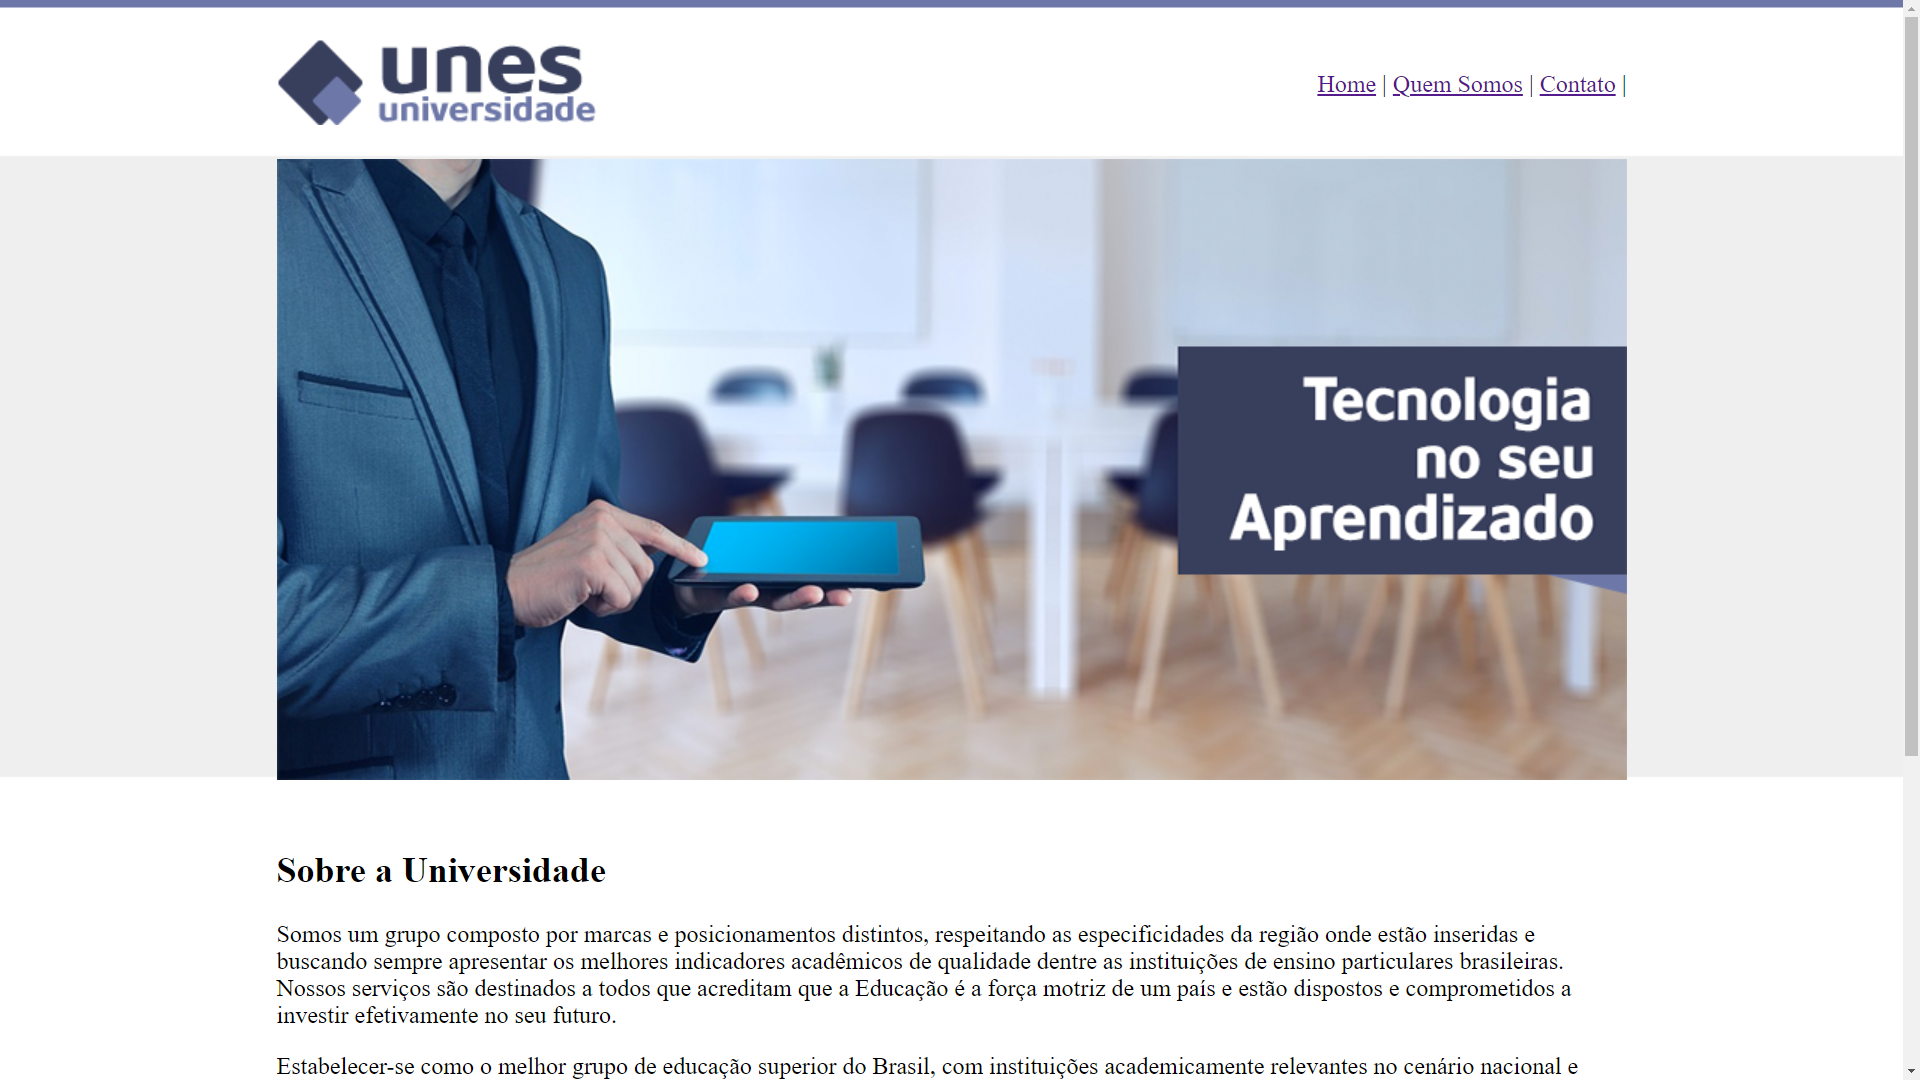 unes
universidade
Home | Quem Somos | Contato |
Tecnologia
no seu
Aprendizado
Sobre a Universidade
Somos um grupo composto por marcas e posicionamentos distintos, respeitando as especificidades da região onde estão inseridas e
buscando sempre apresentar os melhores indicadores acadêmicos de qualidade dentre as instituições de ensino particulares brasileiras.
Nossos serviços são destinados a todos que acreditam que a Educação é a força motriz de um país e estão dispostos e comprometidos a
investir efetivamente no seu futuro.
Estabelecer-se como o melhor grupo de educação superior do Brasil, com instituições academicamente relevantes no cenário nacional e